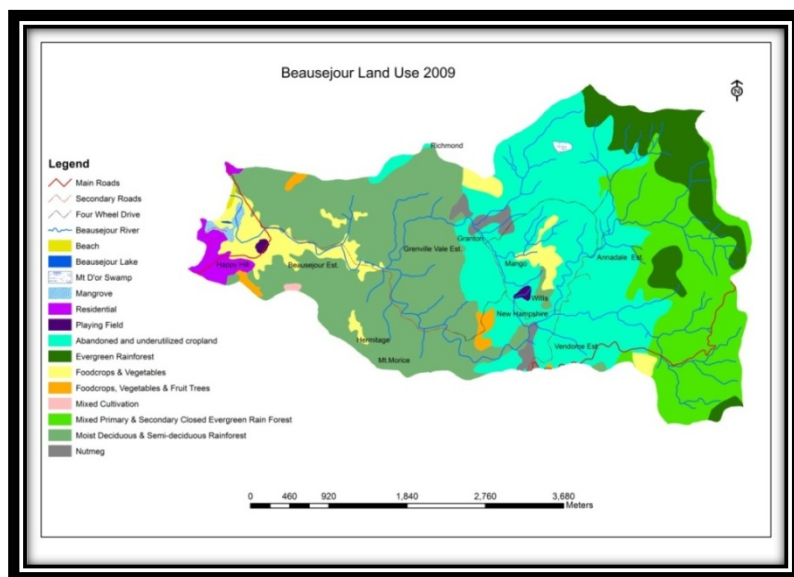 Beausejour Land Use 2009
N
Richmond
Legend
Main Roads
Secondary Roads
Four Wheel Drive
Beausejour River
Beach
Beausejour Lake
Mt D'or Swamp
Mangrove
Residential
Playing Field
Abandoned and underutilized cropland
Evergreen Rainforest
Foodcrops & Vegetables
Foodcrops, Vegetables & Fruit Trees
Mixed Cultivation
Mixed Primary & Secondary Closed Evergreen Rain Forest
Moist Deciduous & Semi-deciduous Rainforest
Nutmeg
Granton
Grenville Vale Est.
Mango
Annadale Est.
Happy Hill
Beausejour Est.
Willis
New Hampshire
Hermitage
Vendome Est.
Mt.Morice
0 460 920 1,840 2,760 3,680
Meters